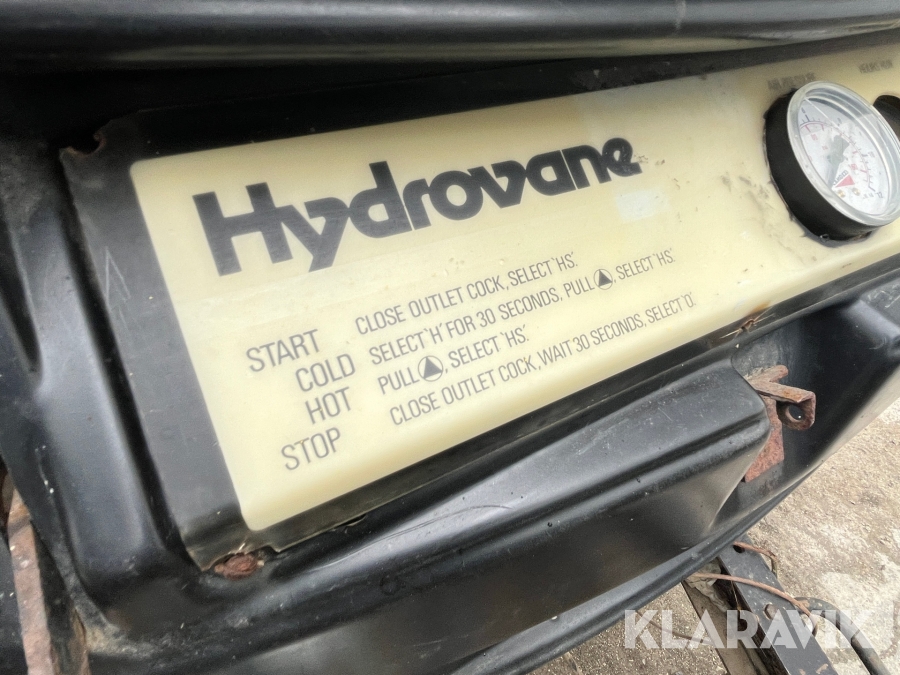 Hydrovane
START CLOSE OUTLET COCK, SELECT 'HS.'
COLD SELECT 'H' FOR 30 SECONDS, PULL, SELECT 'HS.'
HOT PULL, SELECT 'HS.'
STOP CLOSE OUTLET COCK, WAIT 30 SECONDS, SELECT 'O.'
KLARAVIK